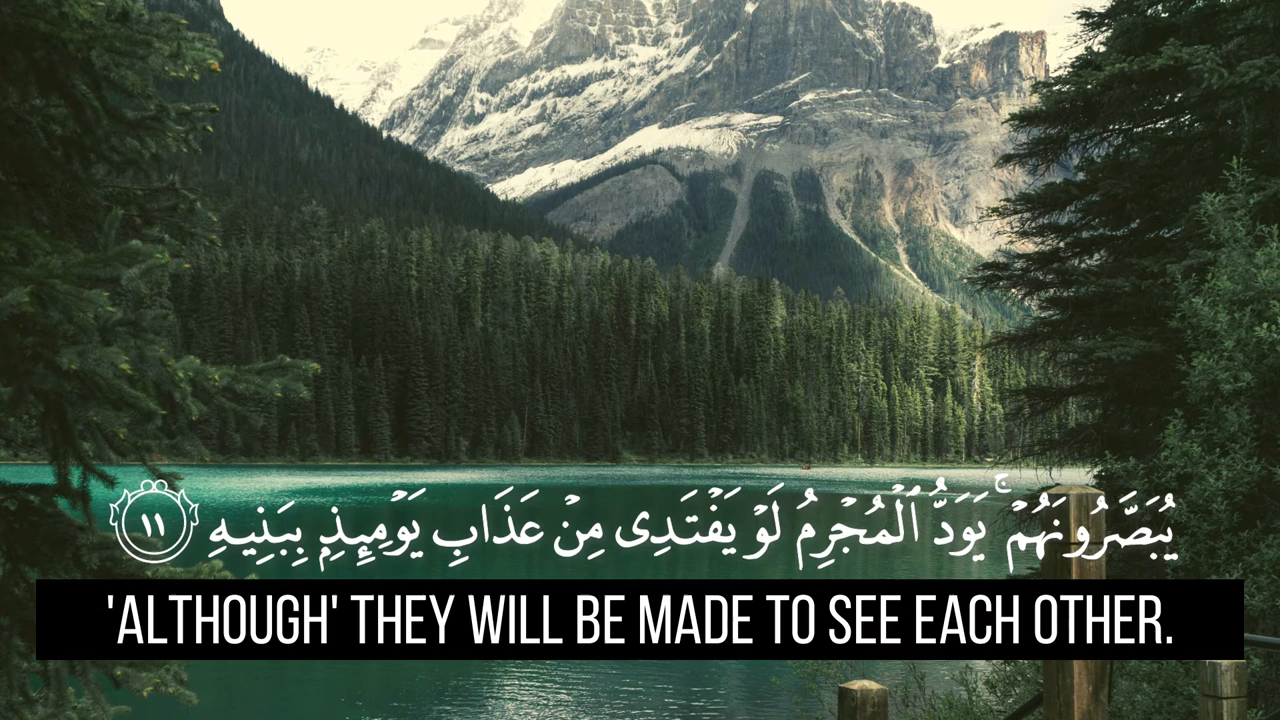 يُبَصَّرُونَهُمۡۚ يَوَدُّ ٱلۡمُجۡرِمُ لَوۡ يَفۡتَدِى مِنۡ عَذَابِ يَوۡمِئِذِۭ بِبَنِيهِ ١١
'ALTHOUGH' THEY WILL BE MADE TO SEE EACH OTHER.